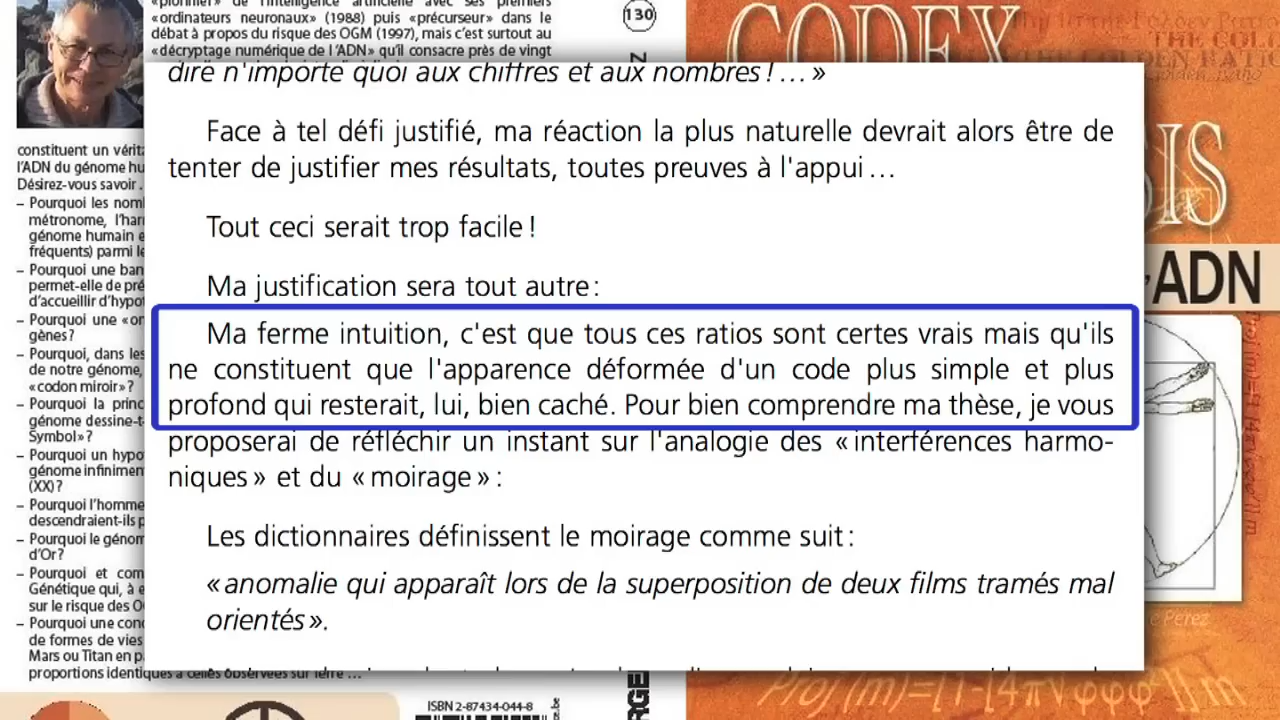 «pionnier» de l'intelligence artificielle avec ses premiers
«ordinateurs neuronaux» (1988) puis «précurseur» dans le
débat à propos du risque des OGM (1997), mais c'est surtout au
«décryptage numérique de l'ADN» qu'il consacre près de vingt
130
CODEX
THE GOLDEN RATIO
dire n'importe quoi aux chiffres et aux nombres !… »
Face à tel défi justifié, ma réaction la plus naturelle devrait alors être de
tenter de justifier mes résultats, toutes preuves à l'appui…
Tout ceci serait trop facile !
Ma justification sera tout autre :
Ma ferme intuition, c'est que tous ces ratios sont certes vrais mais qu'ils
ne constituent que l'apparence déformée d'un code plus simple et plus
profond qui resterait, lui, bien caché. Pour bien comprendre ma thèse, je vous
proposerai de réfléchir un instant sur l'analogie des « interférences harmo-
niques » et du « moirage » :
Les dictionnaires définissent le moirage comme suit :
« anomalie qui apparaît lors de la superposition de deux films tramés mal
orientés ».
constituent un vérit
l'ADN du génome hu
Désirez-vous savoir
– Pourquoi les nom
métronome, l'har
génome humain e
fréquents) parmi le
– Pourquoi une ban
permet-elle de pré
d'accueillir d'hypot
– Pourquoi une «on
gènes?
– Pourquoi, dans les
de notre génome,
«codon miroir»?
– Pourquoi la princ
génome dessine-t
Symbol»?
– Pourquoi un hypo
génome infinimen
(XX)?
– Pourquoi l'homme
descendraient-ils p
– Pourquoi le génom
d'Or?
– Pourquoi et com
Génétique qui, à e
sur le risque des O
– Pourquoi une conc
de formes de vies
Mars ou Titan en pa
proportions identiques à celles observées sur Terre …
SIS
ADN
Perez
ISBN 2-87434-044-8